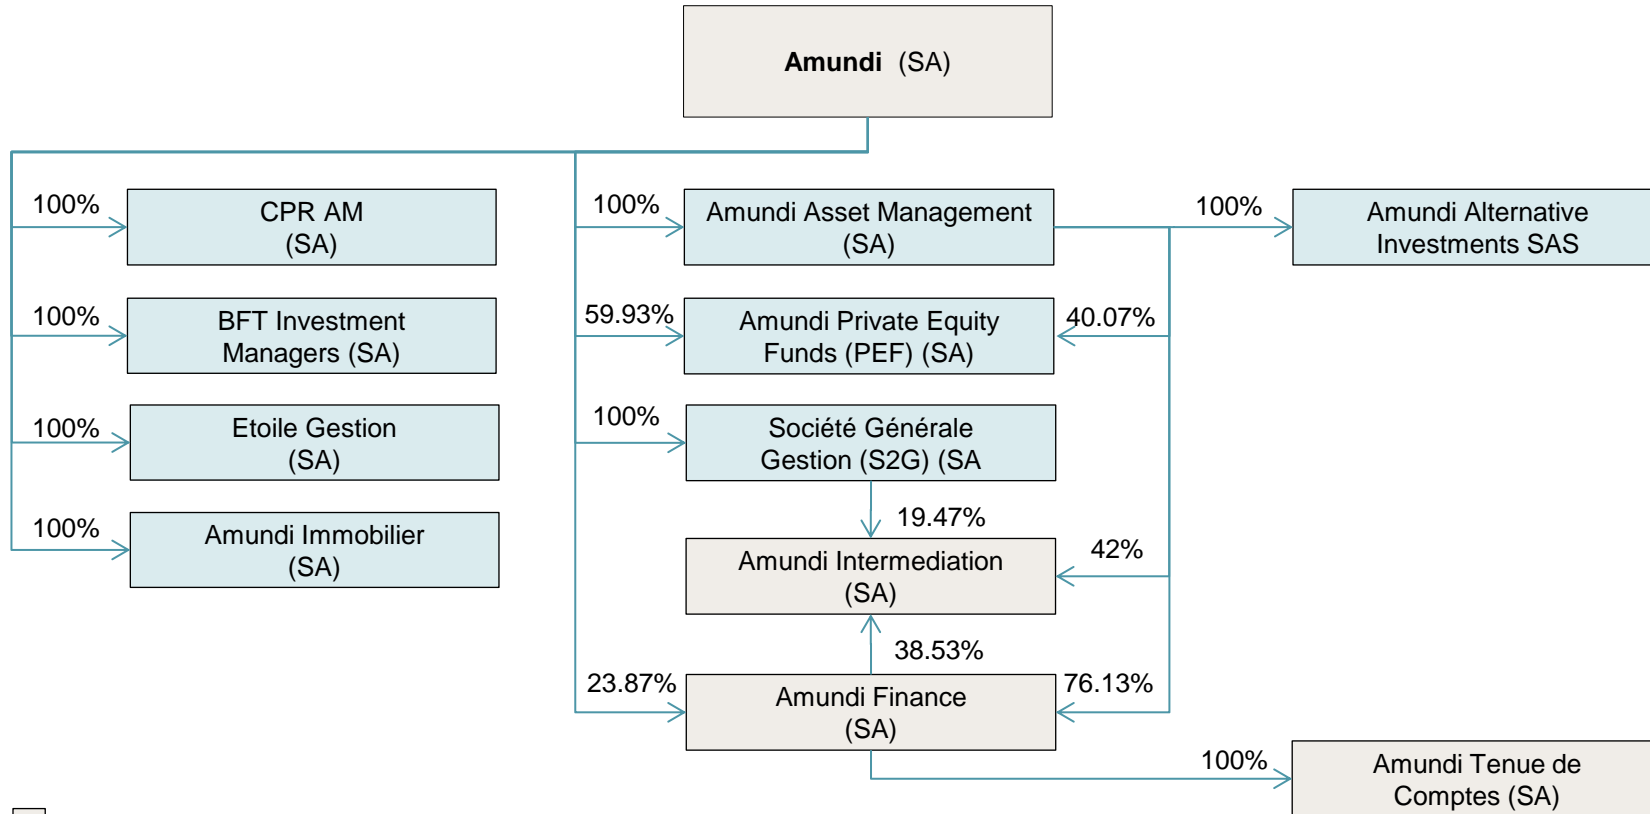 Amundi (SA)
100%
CPR AM
(SA)
100%
Amundi Asset Management
(SA)
100%
Amundi Alternative
Investments SAS
100%
BFT Investment
Managers (SA)
59.93%
Amundi Private Equity
Funds (PEF) (SA)
40.07%
100%
Etoile Gestion
(SA)
100%
Société Générale
Gestion (S2G) (SA
19.47%
100%
Amundi Immobilier
(SA)
Amundi Intermediation
(SA)
42%
38.53%
23.87%
Amundi Finance
(SA)
76.13%
100%
Amundi Tenue de
Comptes (SA)